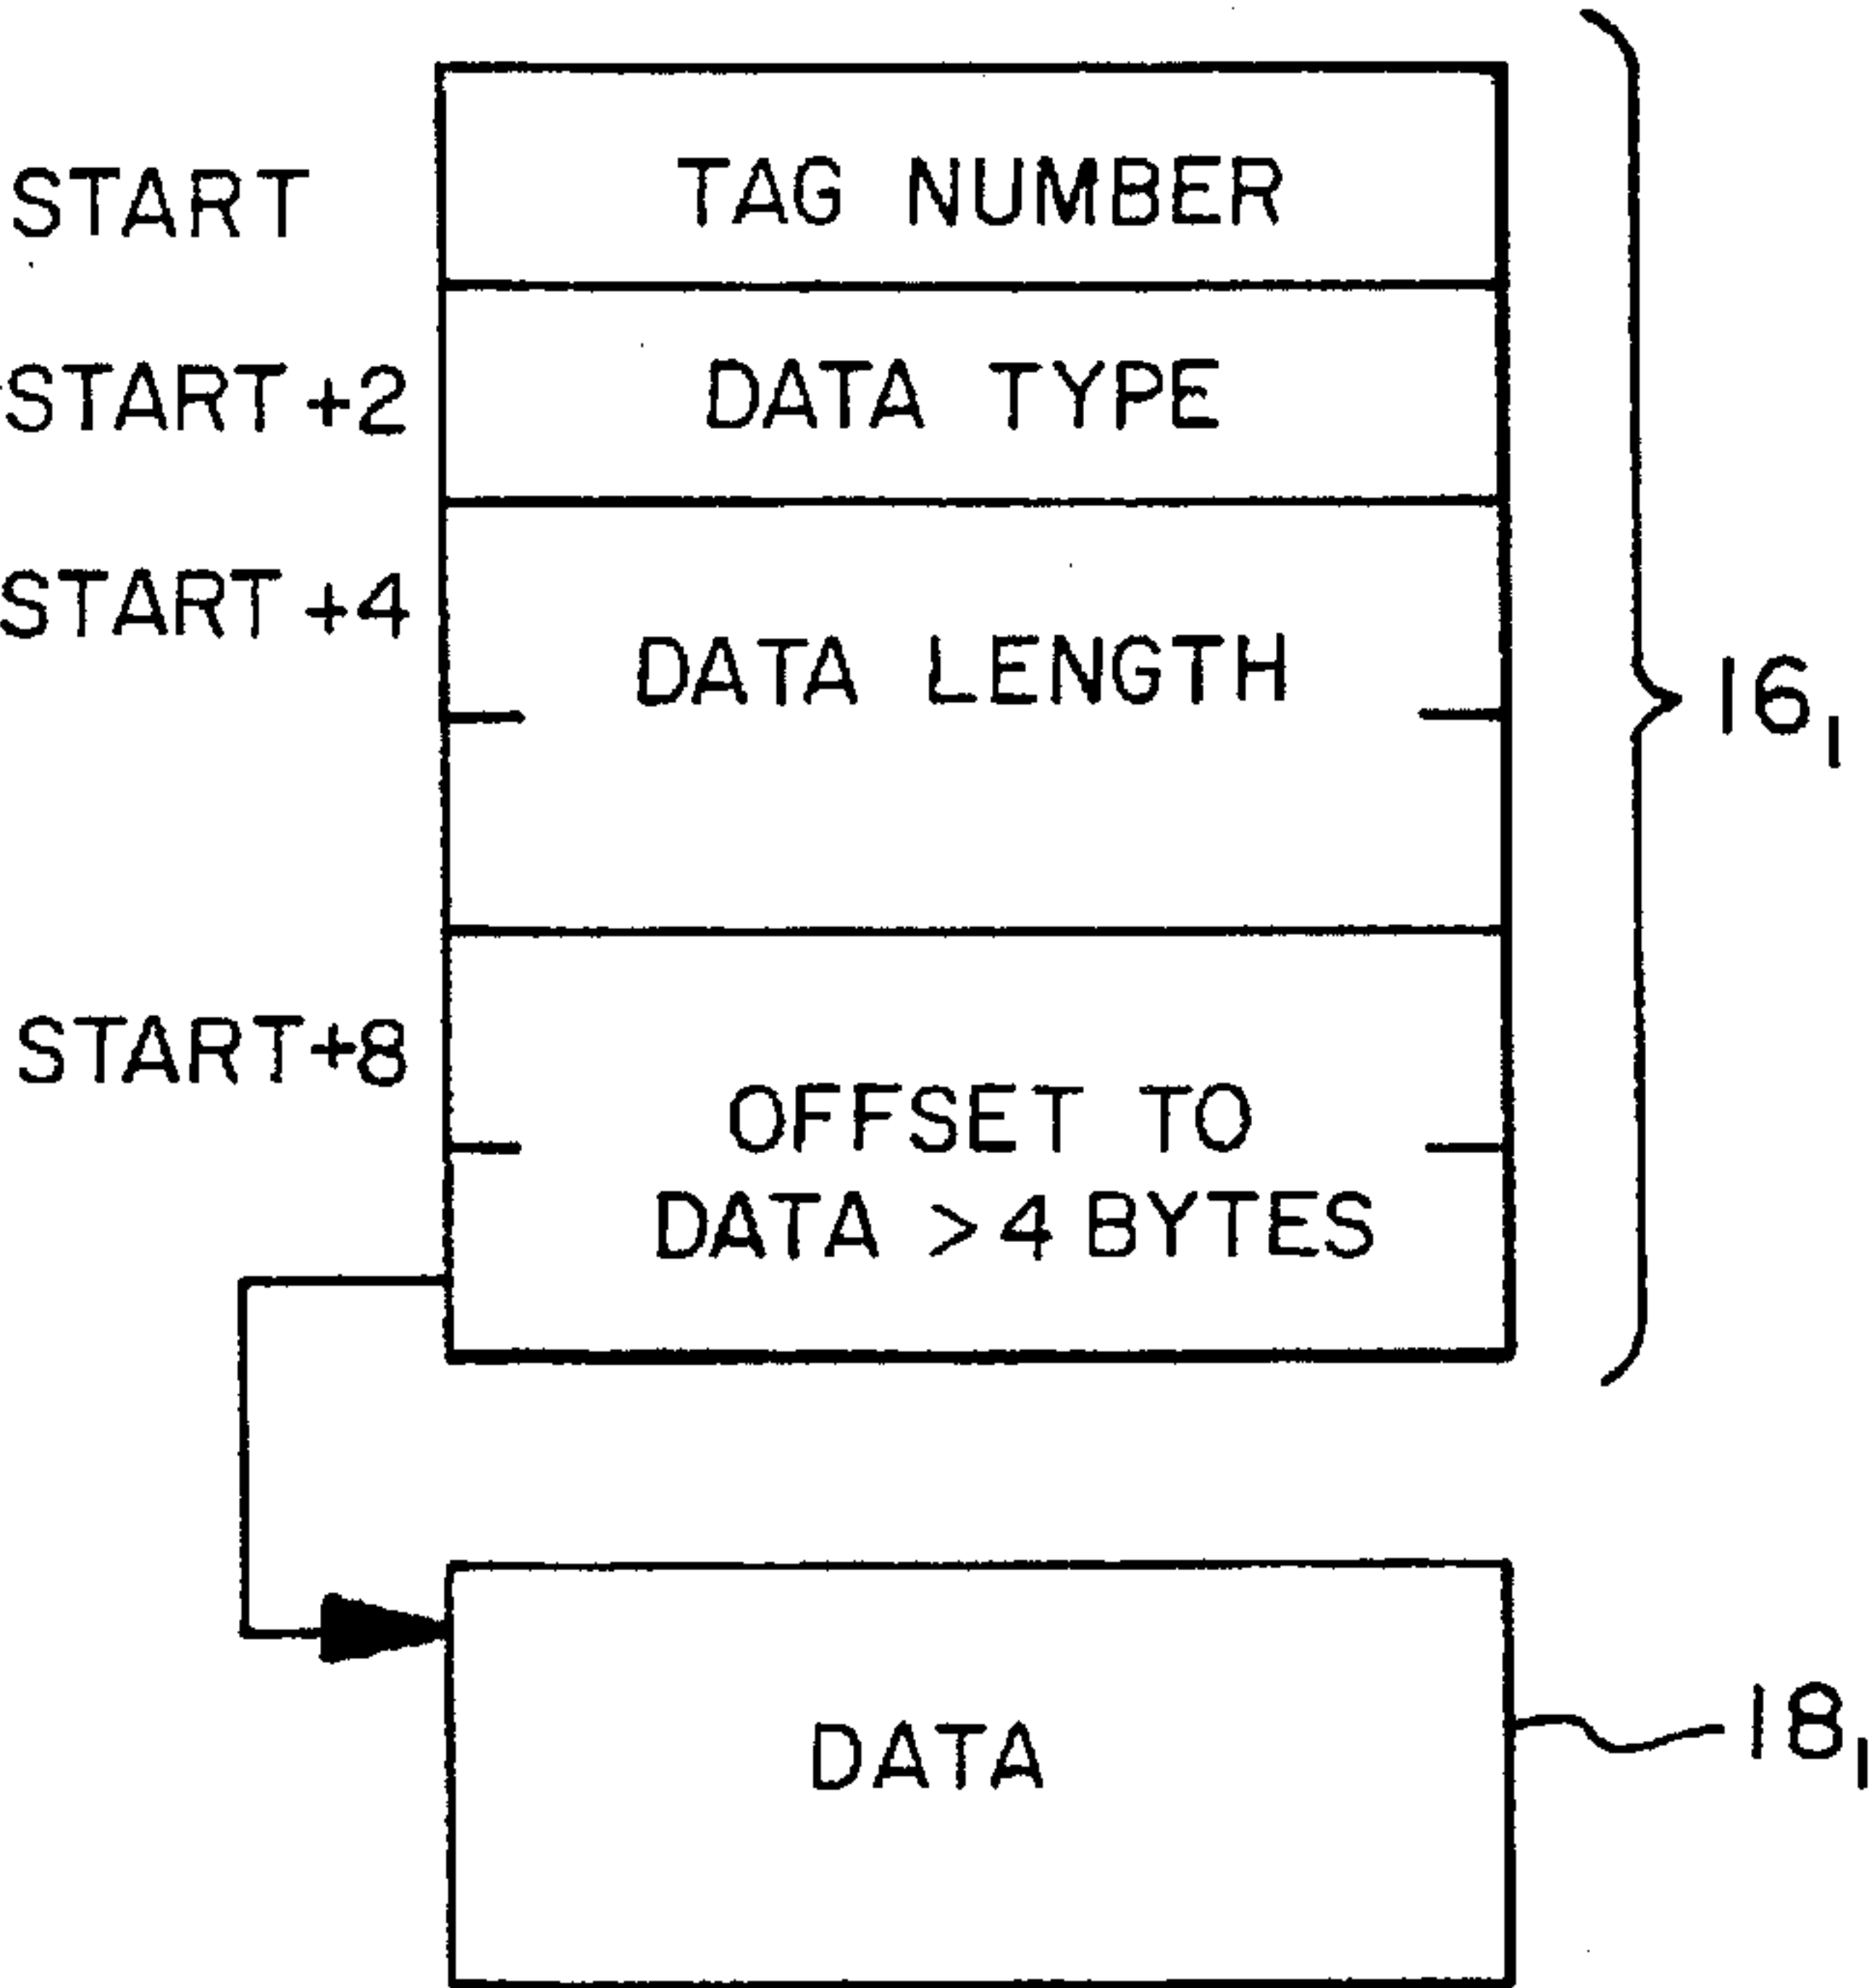 START
TAG NUMBER
START+2
DATA TYPE
START+4
DATA LENGTH
16₁
START+8
OFFSET TO
DATA >4 BYTES
DATA
18₁